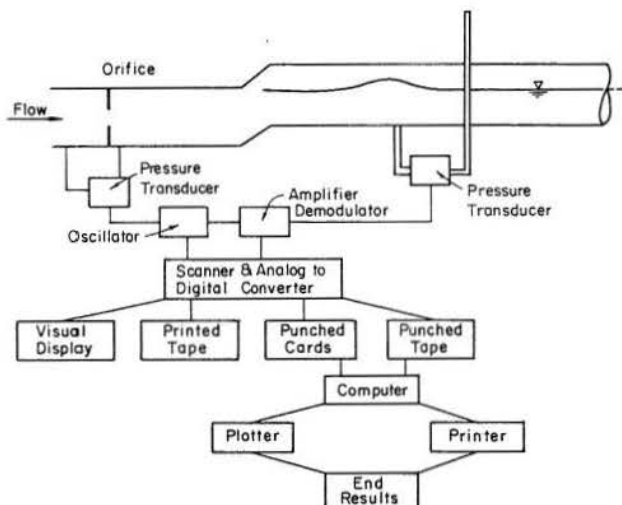 Orifice
Flow
Pressure
Transducer
Amplifier
Demodulator
Pressure
Transducer
Oscillator
Scanner & Analog to
Digital Converter
Visual
Display
Printed
Tape
Punched
Cards
Punched
Tape
Computer
Plotter
Printer
End
Results